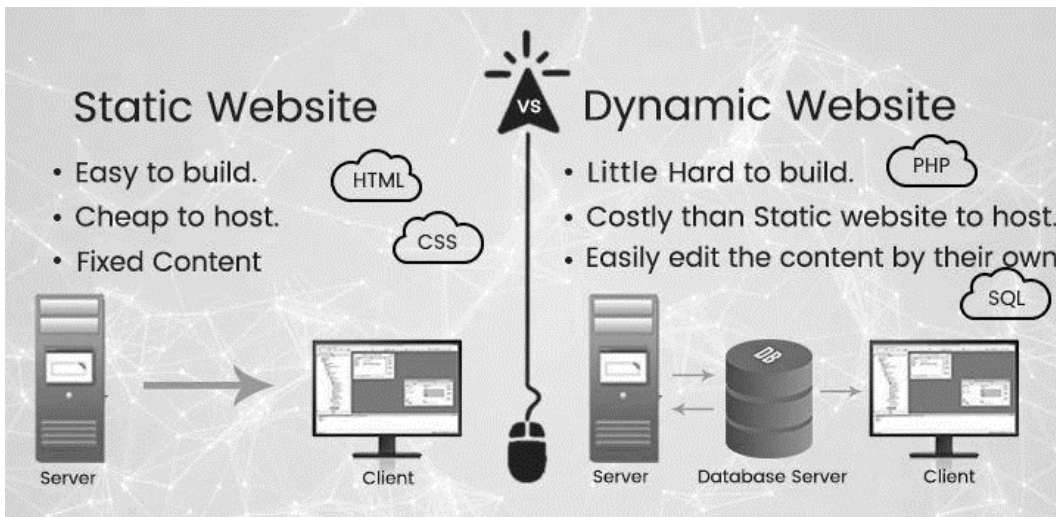 Static Website
• Easy to build.
• Cheap to host.
• Fixed Content
HTML
CSS
Server
Client
VS
Dynamic Website
• Little Hard to build.
• Costly than Static website to host.
• Easily edit the content by their own
PHP
SQL
DB
Server
Database Server
Client